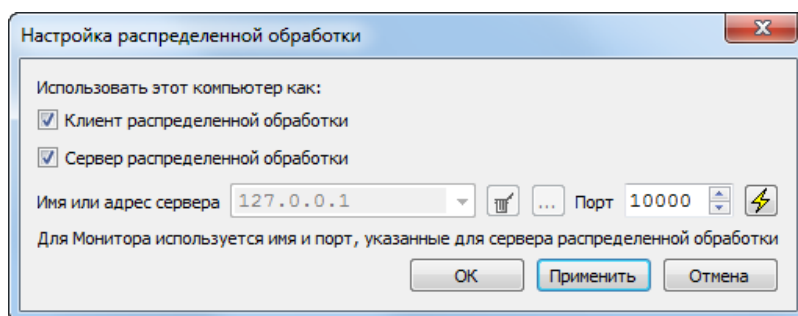 Настройка распределенной обработки
Использовать этот компьютер как:
Клиент распределенной обработки
Сервер распределенной обработки
Имя или адрес сервера 127.0.0.1 ... Порт 10000
Для Монитора используется имя и порт, указанные для сервера распределенной обработки
ОК Применить Отмена